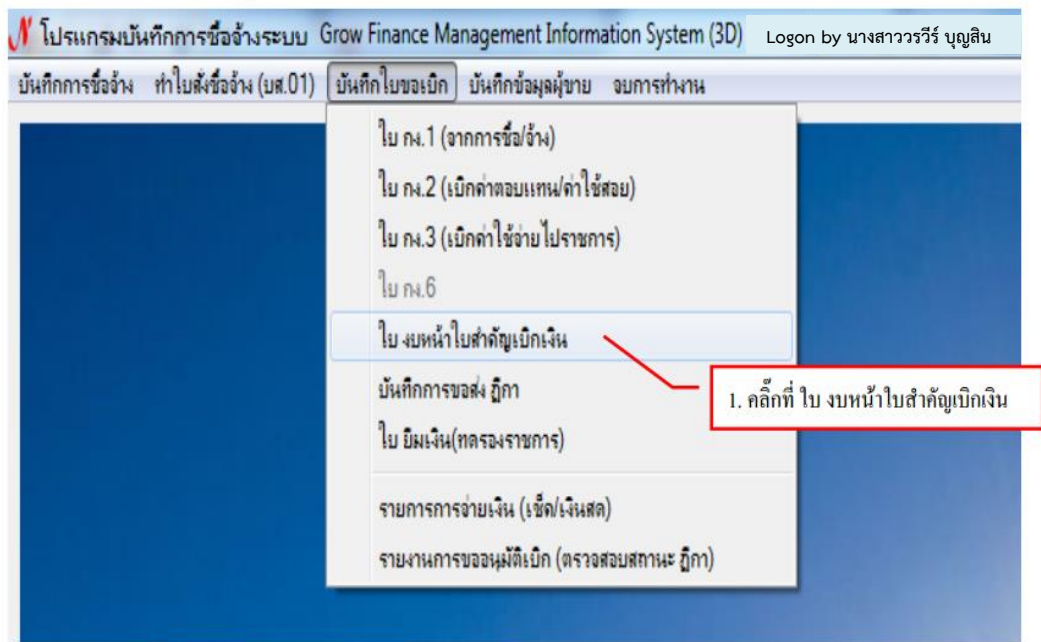 โปรแกรมบันทึกการซื้อจ้างระบบ Grow Finance Management Information System (3D) Logon by นางสาววรวีร์ บุญสิน
บันทึกการซื้อจ้าง ทำใบสั่งซื้อจ้าง (บส.01) บันทึกใบขอเบิก บันทึกข้อมูลผู้ขาย จบการทำงาน
ใบ กง.1 (จากการซื้อ/จ้าง)
ใบ กง.2 (เบิกค่าตอบแทน/ค่าใช้สอย)
ใบ กง.3 (เบิกค่าใช้จ่ายไปราชการ)
ใบ กง.6
ใบ งบหน้าใบสำคัญเบิกเงิน
บันทึกการขอส่ง ฎีกา
ใบ ยืมเงิน(ทดรองราชการ)
รายการการจ่ายเงิน (เช็ค/เงินสด)
รายงานการขออนุมัติเบิก (ตรวจสอบสถานะ ฎีกา)
1. คลิ๊กที่ ใบ งบหน้าใบสำคัญเบิกเงิน